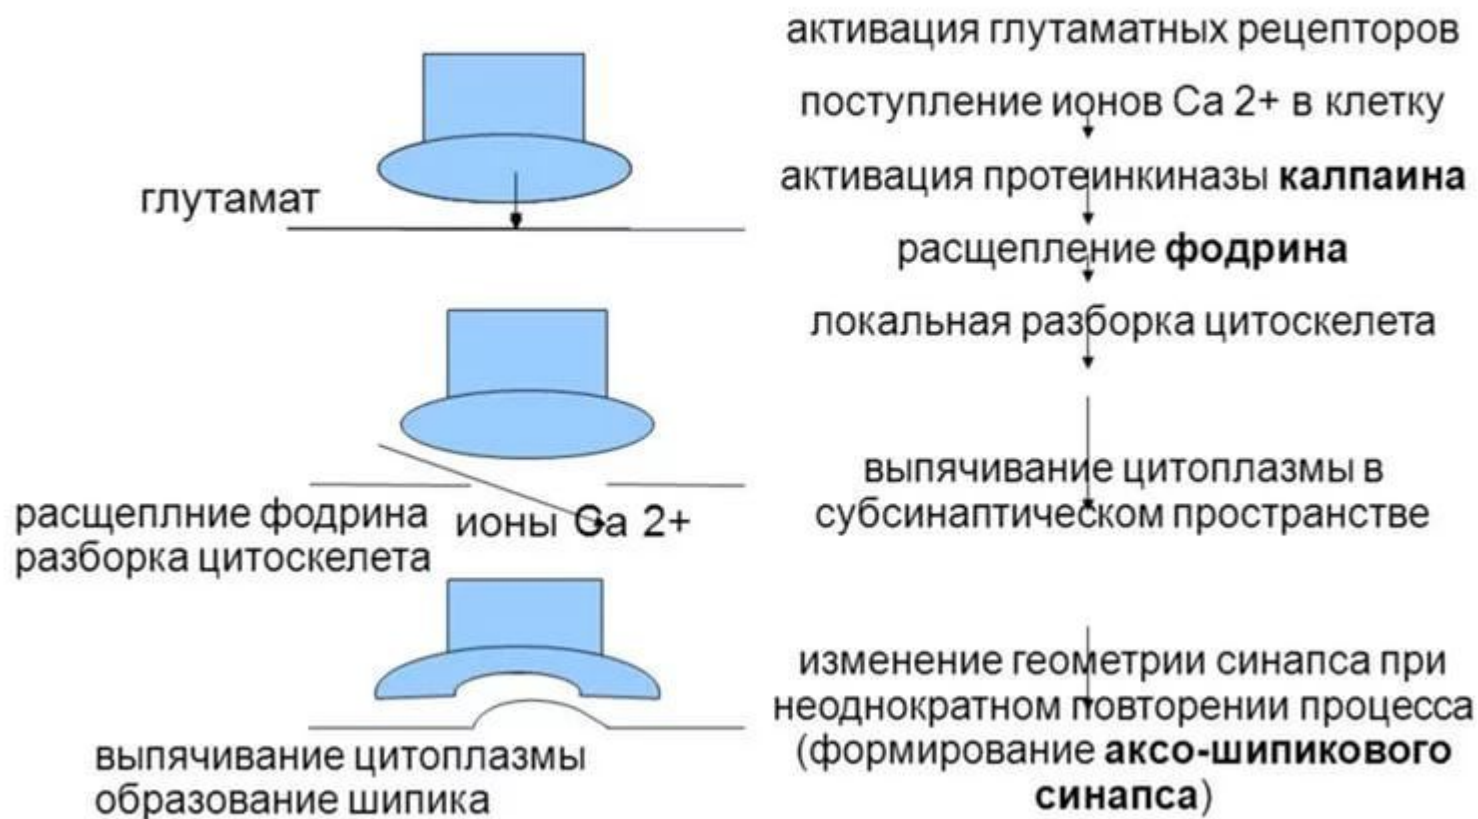 глутамат
расщеплние фодрина
разборка цитоскелета
ионы Ca 2+
выпячивание цитоплазмы
образование шипика
активация глутаматных рецепторов
поступление ионов Ca 2+ в клетку
активация протеинкиназы калпаина
расщепление фодрина
локальная разборка цитоскелета
выпячивание цитоплазмы в
субсинаптическом пространстве
изменение геометрии синапса при
неоднократном повторении процесса
(формирование аксо-шипикового
синапса)